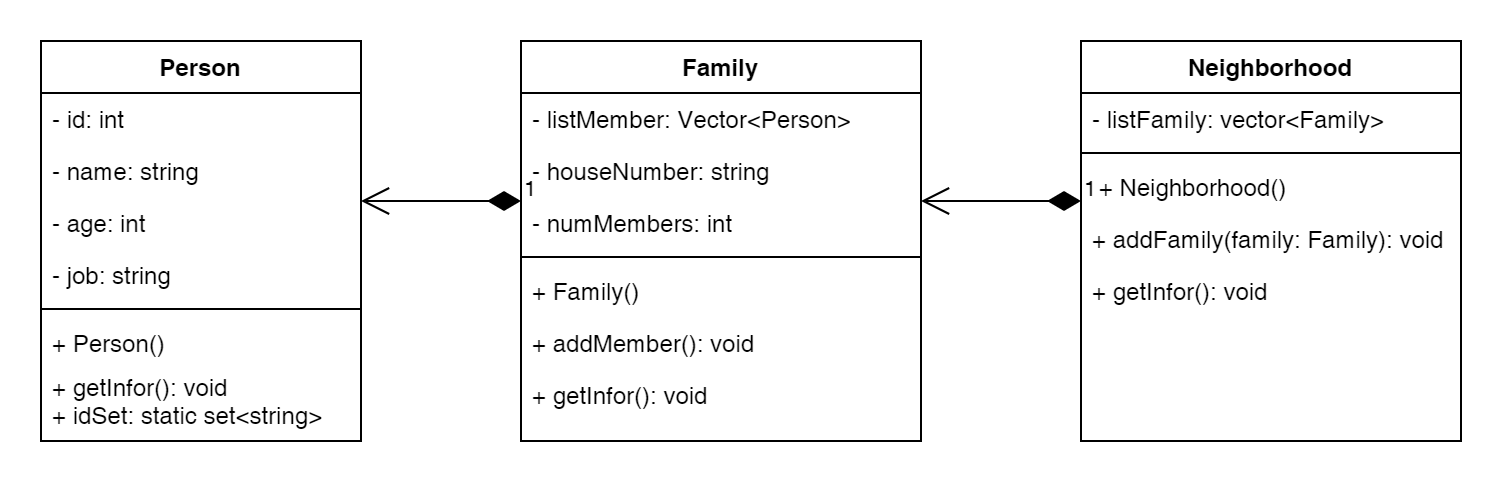 Person
- id: int
- name: string
- age: int
- job: string
+ Person()
+ getInfor(): void
+ idSet: static set<string>
Family
- listMember: Vector<Person>
- houseNumber: string
1
- numMembers: int
+ Family()
+ addMember(): void
+ getInfor(): void
Neighborhood
- listFamily: vector<Family>
1
+ Neighborhood()
+ addFamily(family: Family): void
+ getInfor(): void